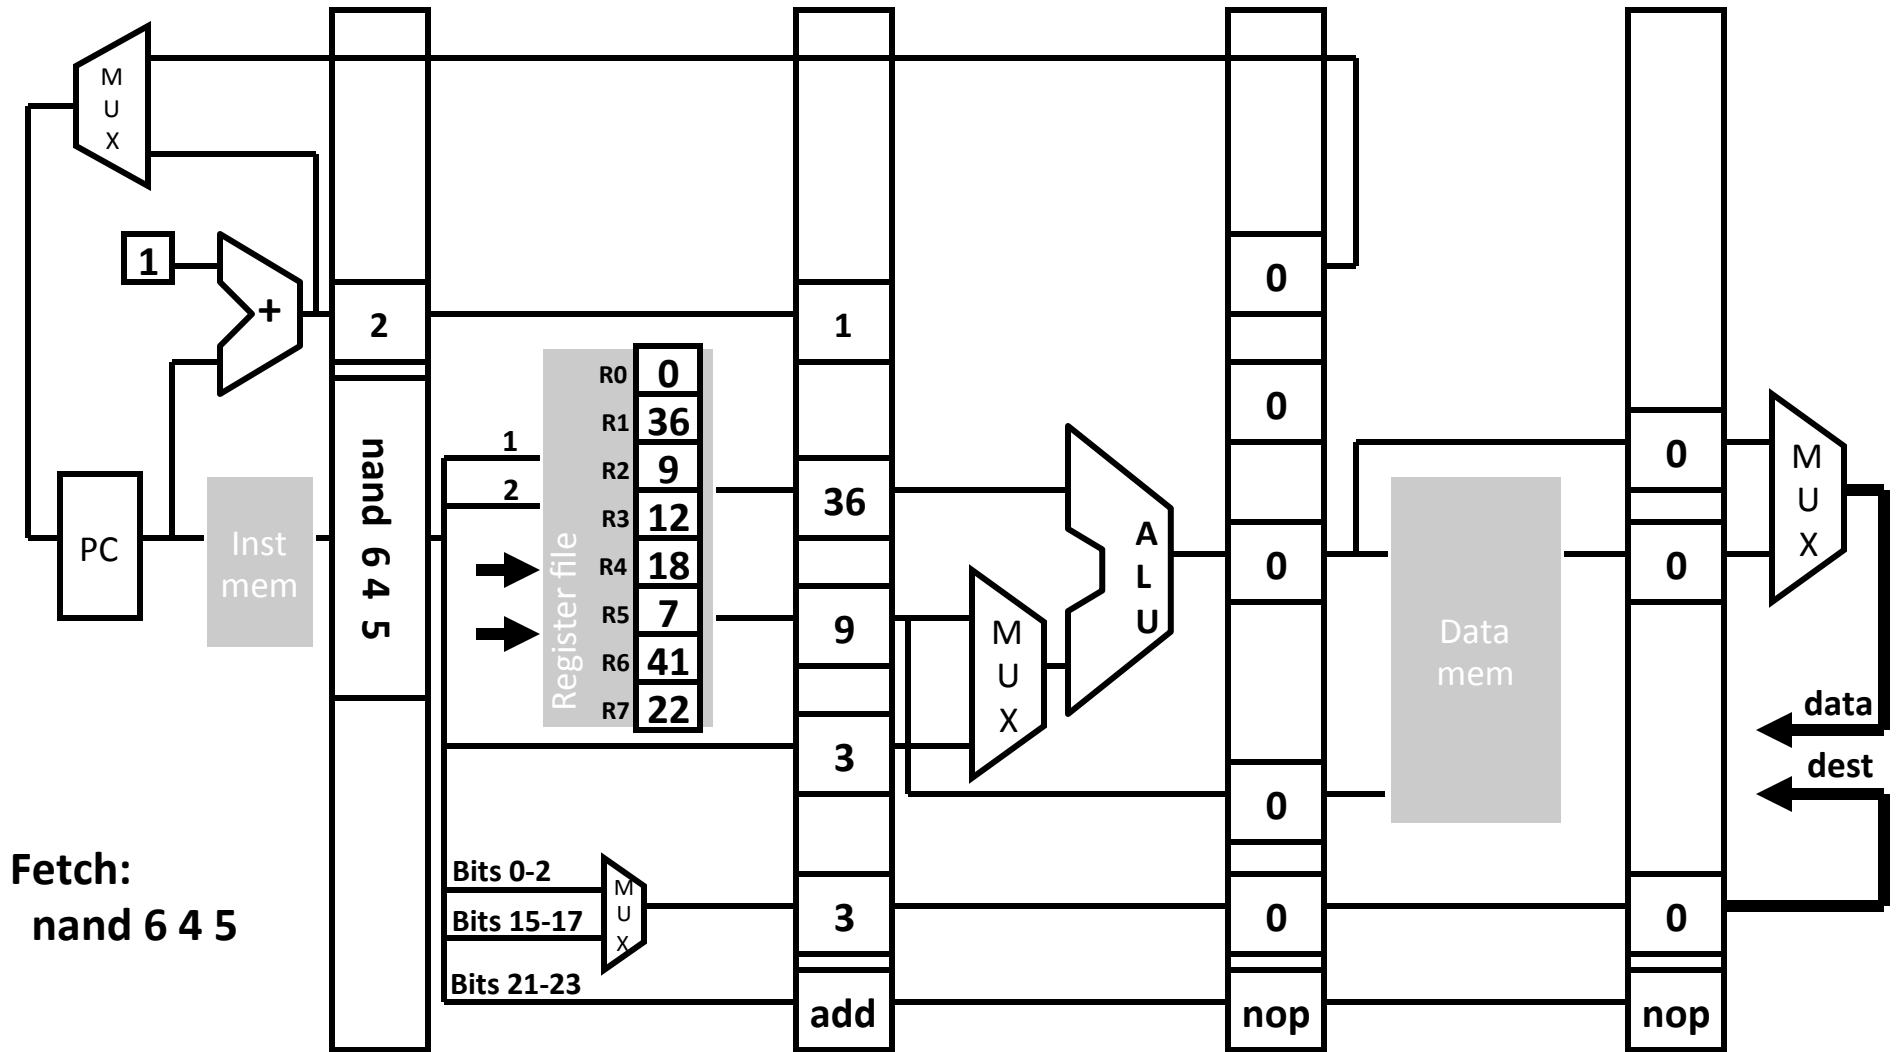 M
U
X
1
+
2
1
0
R0 0
R1 36
R2 9
R3 12
R4 18
R5 7
R6 41
R7 22
Register file
1
2
PC
Inst
mem
nand 6 4 5
36
9
3
3
add
M
U
X
A
L
U
0
0
0
0
nop
Data
mem
0
0
0
nop
M
U
X
data
dest
Bits 0-2
Bits 15-17
Bits 21-23
M
U
X
Fetch:
nand 6 4 5